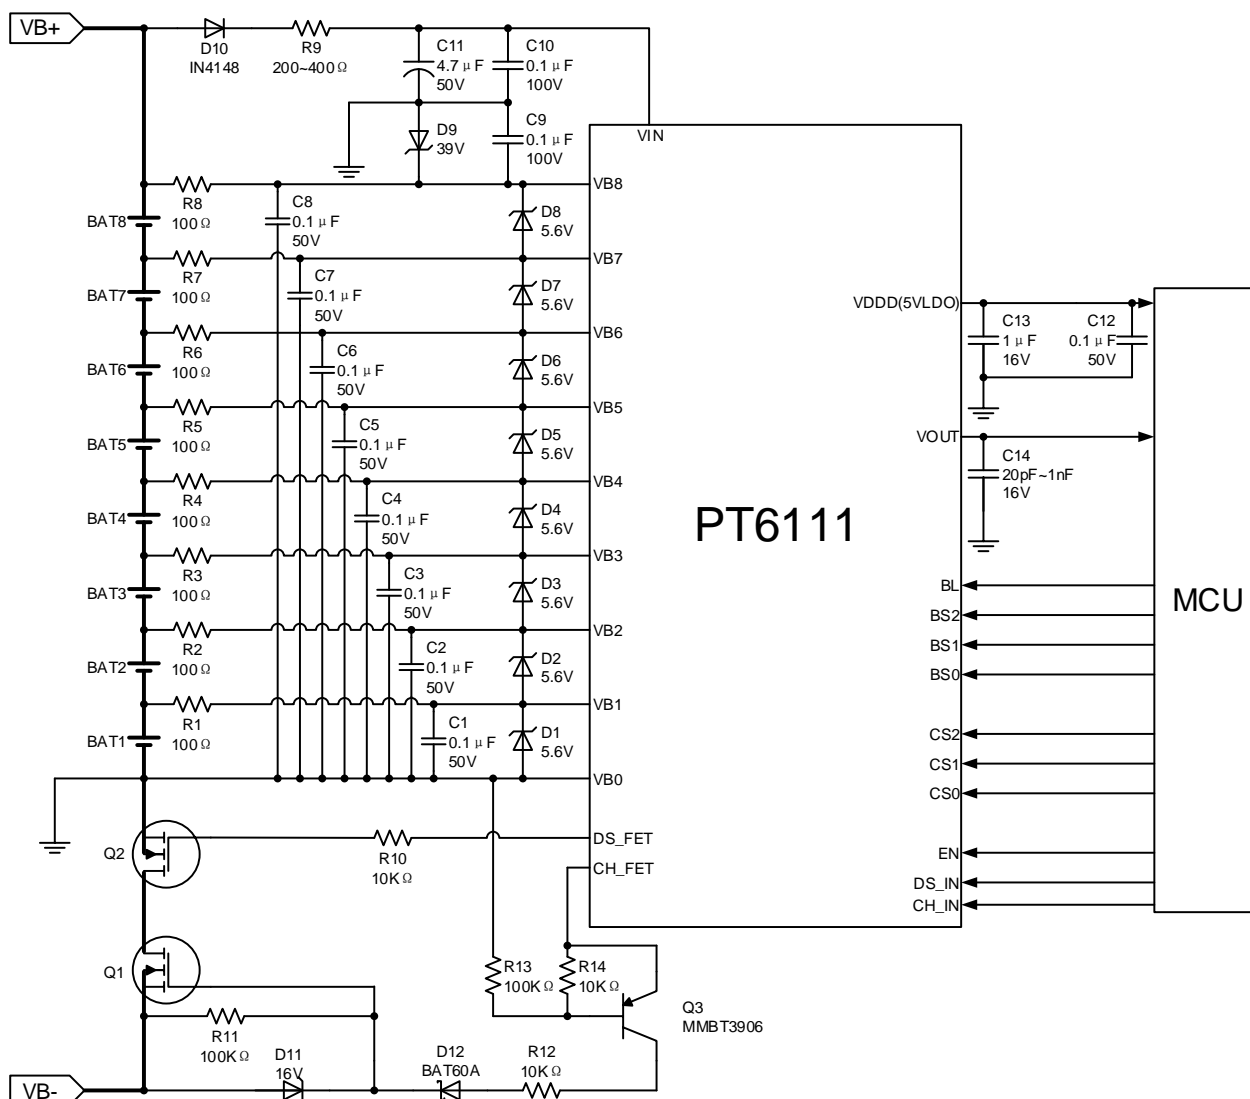 VB+
D10
IN4148
R9
200~400Ω
C11
4.7μF
50V
C10
0.1μF
100V
D9
39V
C9
0.1μF
100V
VIN
R8
100Ω
C8
0.1μF
50V
D8
5.6V
VB8
BAT8
R7
100Ω
C7
0.1μF
50V
D7
5.6V
VB7
BAT7
R6
100Ω
C6
0.1μF
50V
D6
5.6V
VB6
BAT6
R5
100Ω
C5
0.1μF
50V
D5
5.6V
VB5
BAT5
R4
100Ω
C4
0.1μF
50V
D4
5.6V
VB4
BAT4
R3
100Ω
C3
0.1μF
50V
D3
5.6V
VB3
BAT3
R2
100Ω
C2
0.1μF
50V
D2
5.6V
VB2
BAT2
R1
100Ω
C1
0.1μF
50V
D1
5.6V
VB1
BAT1
VB0
PT6111
VDDD(5VLDO)
C13
1μF
16V
C12
0.1μF
50V
VOUT
C14
20pF~1nF
16V
BL
BS2
BS1
BS0
CS2
CS1
CS0
EN
DS_IN
CH_IN
MCU
Q2
R10
10KΩ
DS_FET
CH_FET
Q1
R13
100KΩ
R14
10KΩ
Q3
MMBT3906
R11
100KΩ
D11
16V
D12
BAT60A
R12
10KΩ
VB-